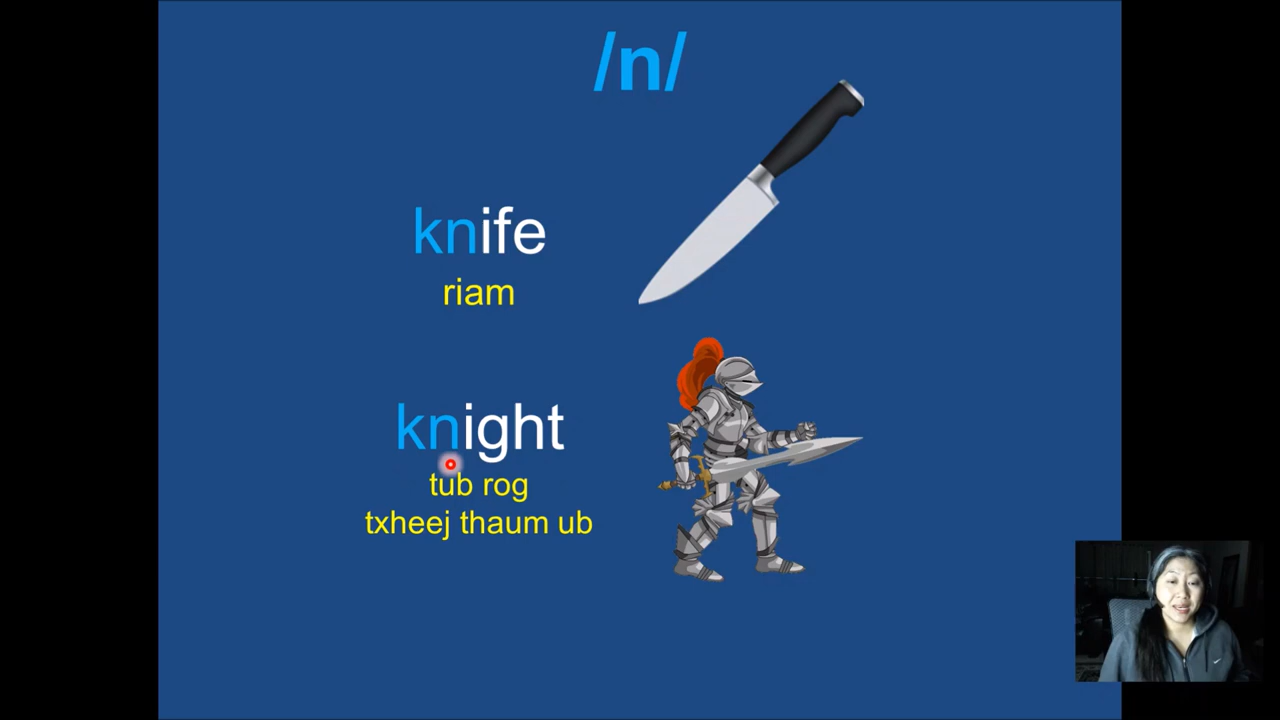 /n/
knife
riam
knight
tub rog
txheej thaum ub